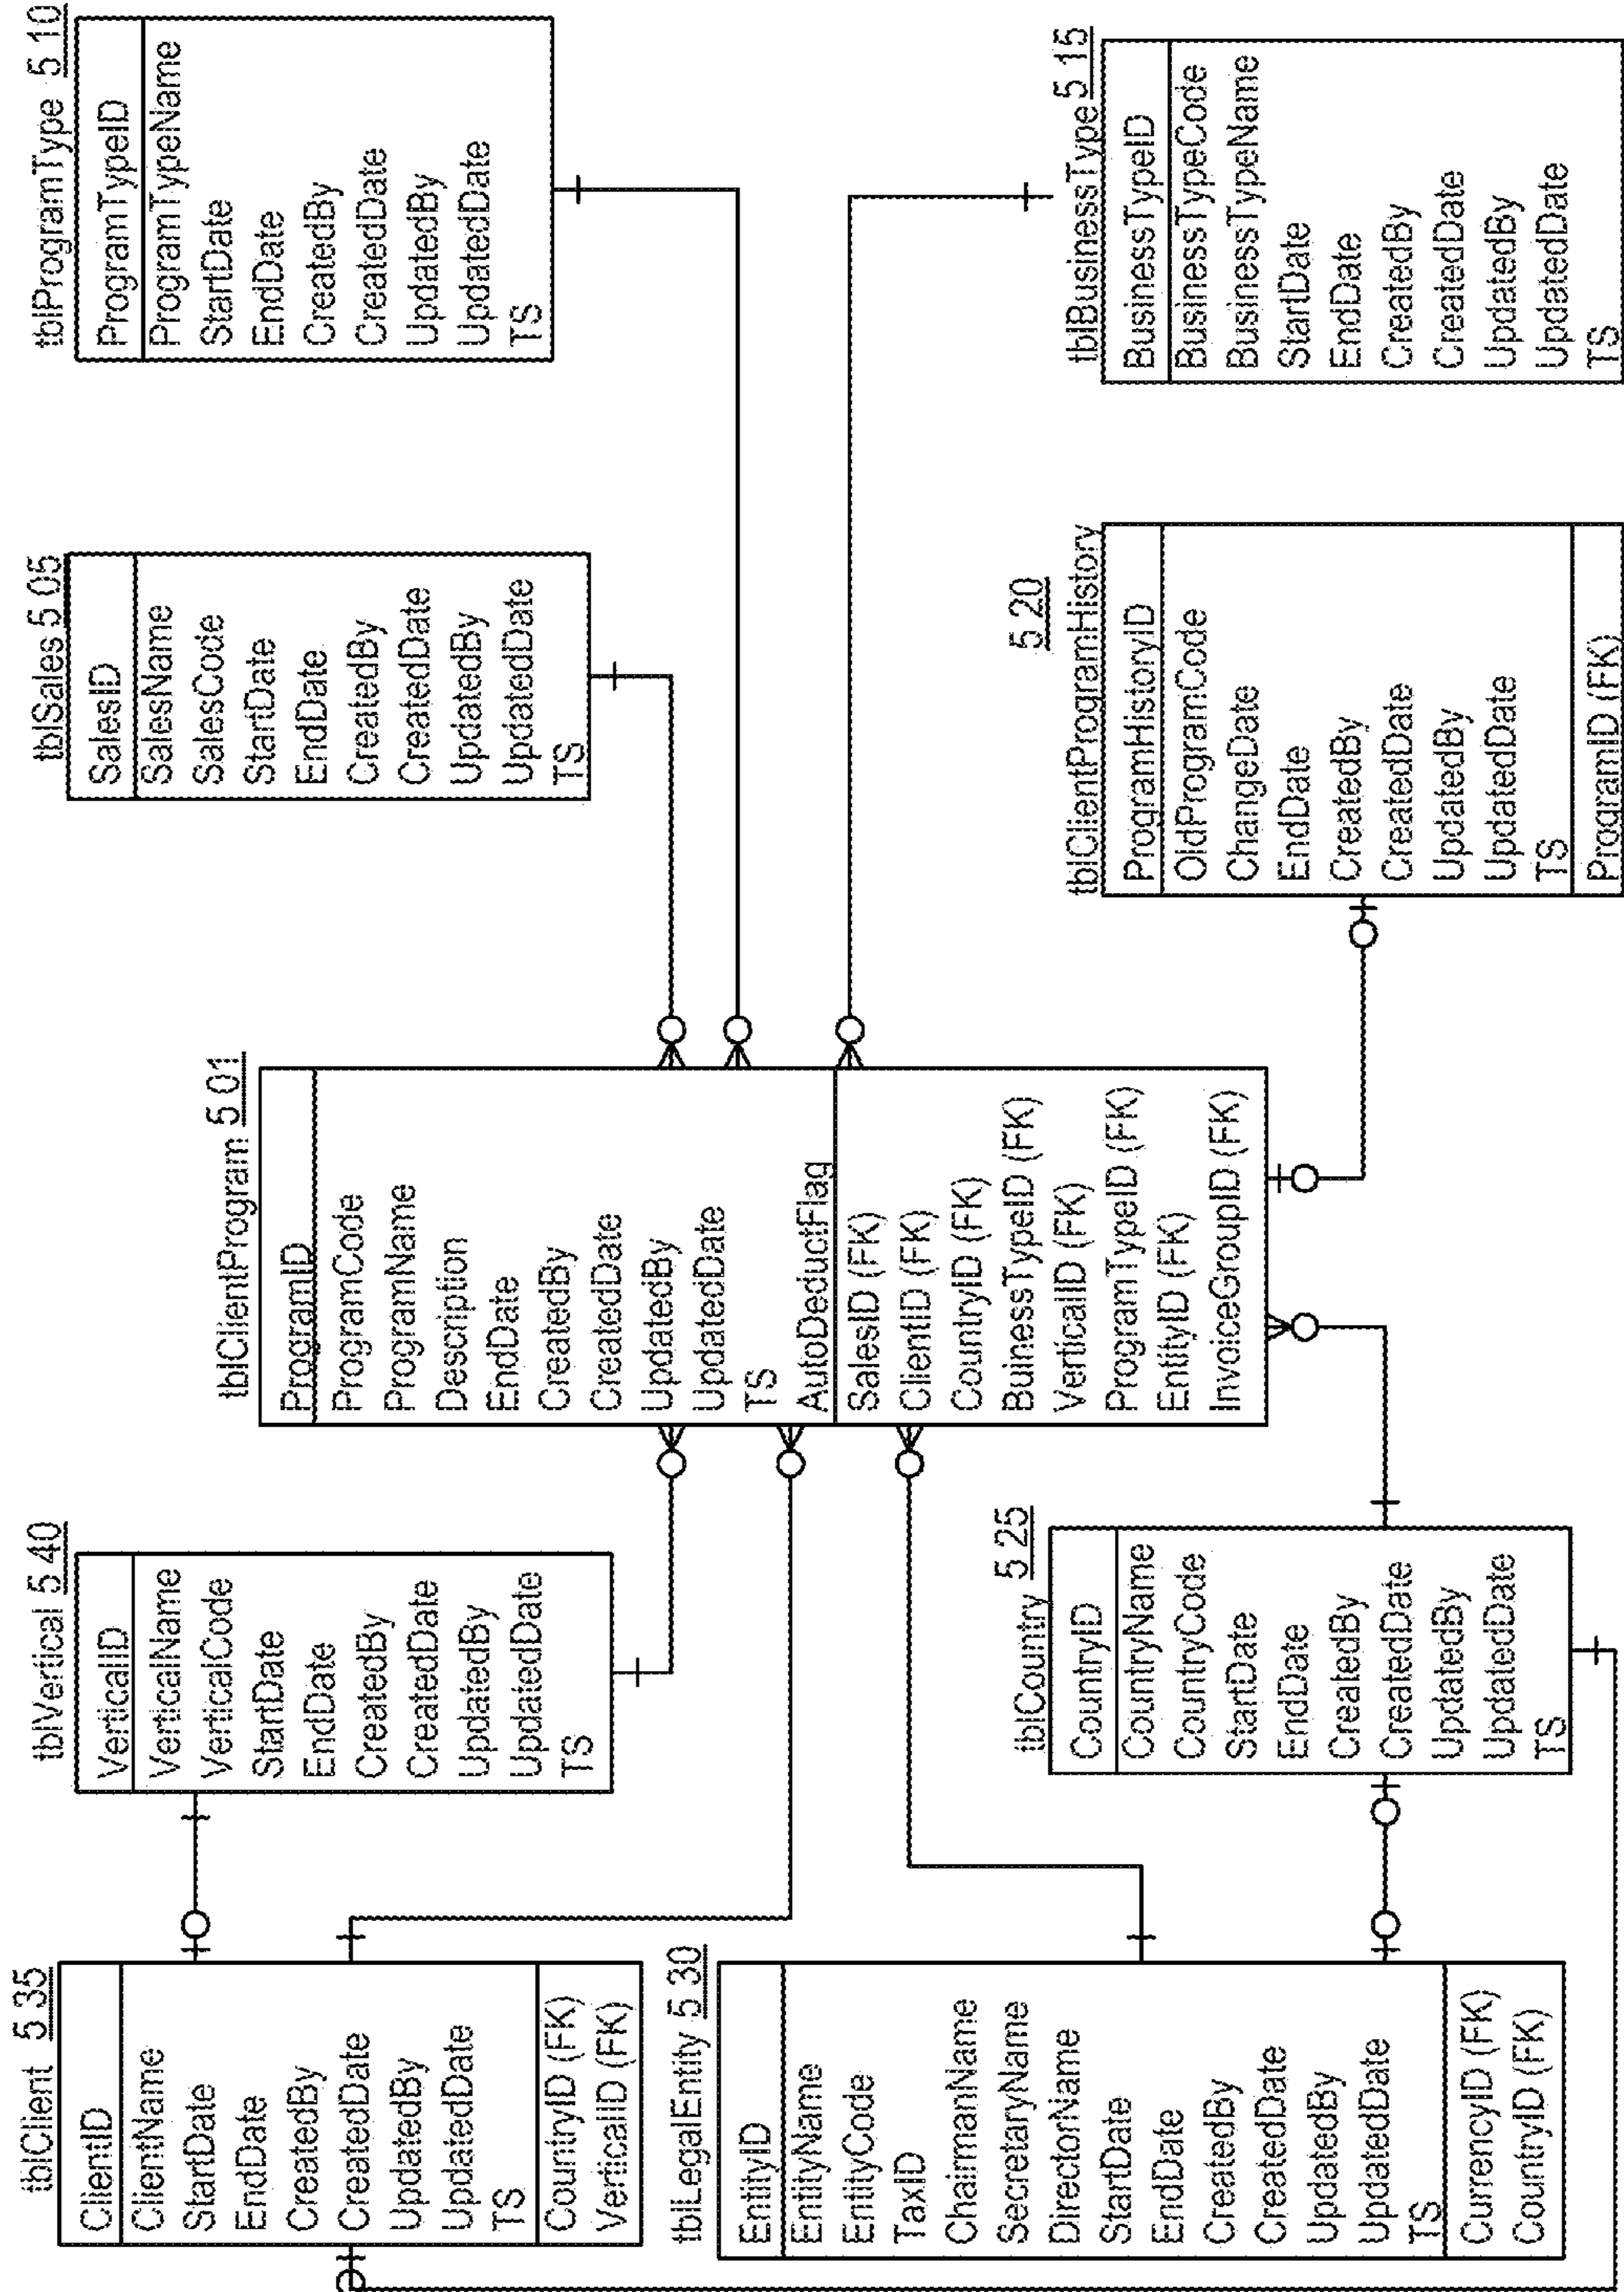 tblClient 5 35
ClientID
ClientName
StartDate
EndDate
CreatedBy
CreatedDate
UpdatedBy
UpdatedDate
TS
CountryID (FK)
VerticalID (FK)
tblLegalEntity 5 30
EntityID
EntityName
EntityCode
TaxID
ChairmanName
SecretaryName
DirectorName
StartDate
EndDate
CreatedBy
CreatedDate
UpdatedBy
UpdatedDate
TS
CurrencyID (FK)
CountryID (FK)
tblVertical 5 40
VerticalID
VerticalName
VerticalCode
StartDate
EndDate
CreatedBy
CreatedDate
UpdatedBy
UpdatedDate
TS
tblCountry 5 25
CountryID
CountryName
CountryCode
StartDate
EndDate
CreatedBy
CreatedDate
UpdatedBy
UpdatedDate
TS
tblClientProgram 5 01
ProgramID
ProgramCode
ProgramName
Description
EndDate
CreatedBy
CreatedDate
UpdatedBy
UpdatedDate
TS
AutoDeductFlag
SalesID (FK)
ClientID (FK)
CountryID (FK)
BuinessTypeID (FK)
VerticalID (FK)
ProgramTypeID (FK)
EntityID (FK)
InvoiceGroupID (FK)
tblSales 5 05
SalesID
SalesName
SalesCode
StartDate
EndDate
CreatedBy
CreatedDate
UpdatedBy
UpdatedDate
TS
5 20
tblClientProgramHistory
ProgramHistoryID
OldProgramCode
ChangeDate
EndDate
CreatedBy
CreatedDate
UpdatedBy
UpdatedDate
TS
ProgramID (FK)
tblProgramType 5 10
ProgramTypeID
ProgramTypeName
StartDate
EndDate
CreatedBy
CreatedDate
UpdatedBy
UpdatedDate
TS
tblBusinessType 5 15
BusinessTypeID
BusinessTypeCode
BusinessTypeName
StartDate
EndDate
CreatedBy
CreatedDate
UpdatedBy
UpdatedDate
TS